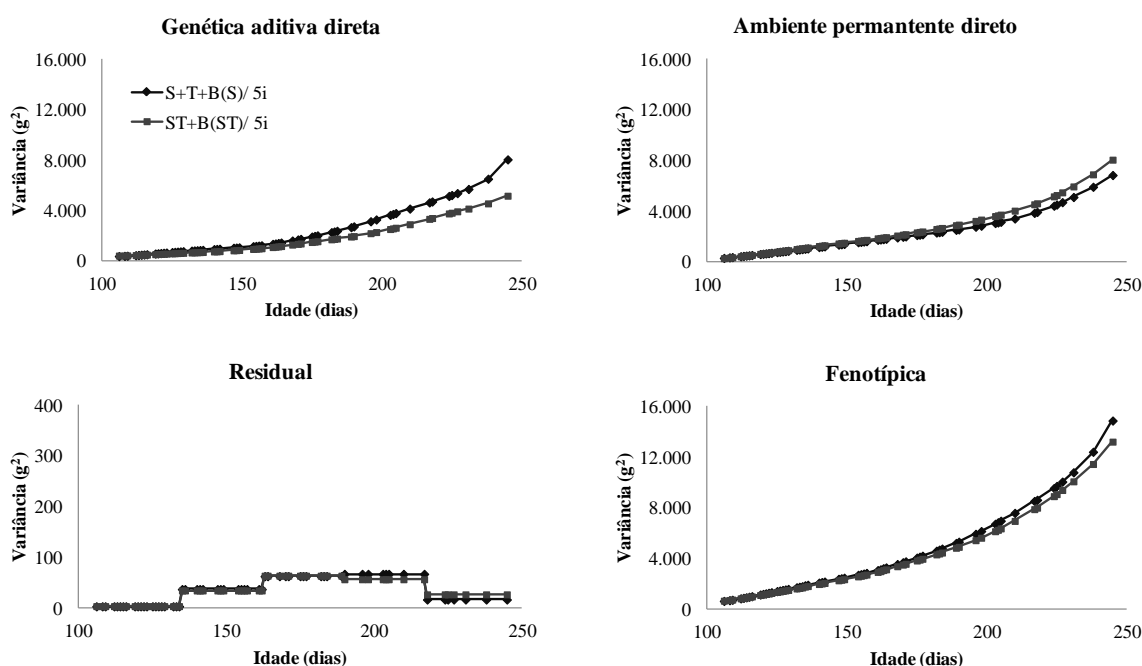 Genética aditiva direta
16.000
12.000
8.000
4.000
0
Variância (g²)
S+T+B(S)/ 5i
ST+B(ST)/ 5i
100 150 200 250
Idade (dias)
Ambiente permantente direto
16.000
12.000
8.000
4.000
0
Variância (g²)
100 150 200 250
Idade (dias)
Residual
400
300
200
100
0
Variância (g²)
100 150 200 250
Idade (dias)
Fenotípica
16.000
12.000
8.000
4.000
0
Variância (g²)
100 150 200 250
Idade (dias)